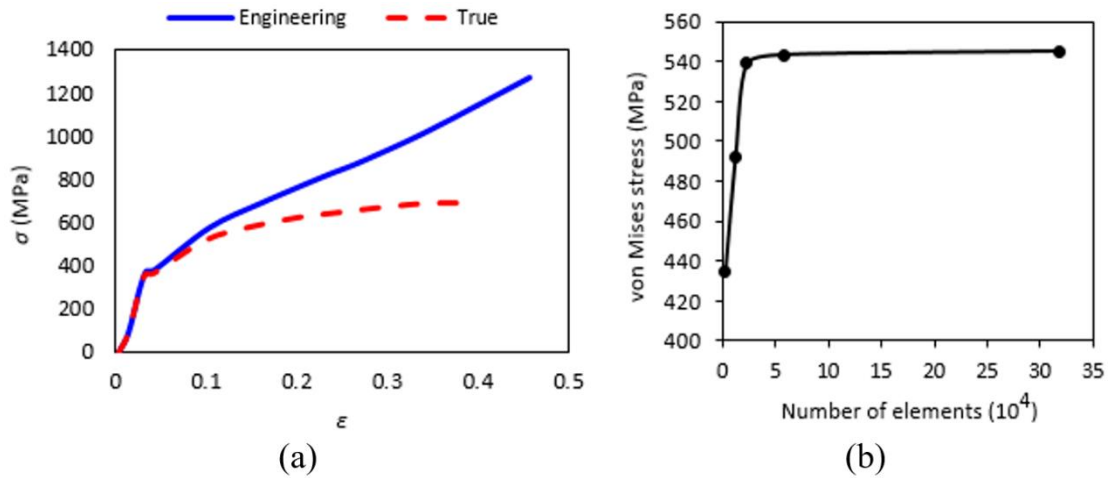 Engineering True
1400
1200
1000
800
600
400
200
0
σ (MPa)
0 0.1 0.2 0.3 0.4 0.5
ε
(a)
560
540
520
500
480
460
440
420
400
von Mises stress (MPa)
0 5 10 15 20 25 30 35
Number of elements (10⁴)
(b)